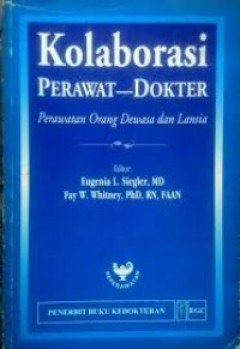 Kolaborasi
PERAWAT—DOKTER
Perawatan Orang Dewasa dan Lansia
Editor:
Eugenia L. Siegler, MD
Fay W. Whitney, PhD, RN, FAAN
PENERBIT BUKU KEDOKTERAN
EGC